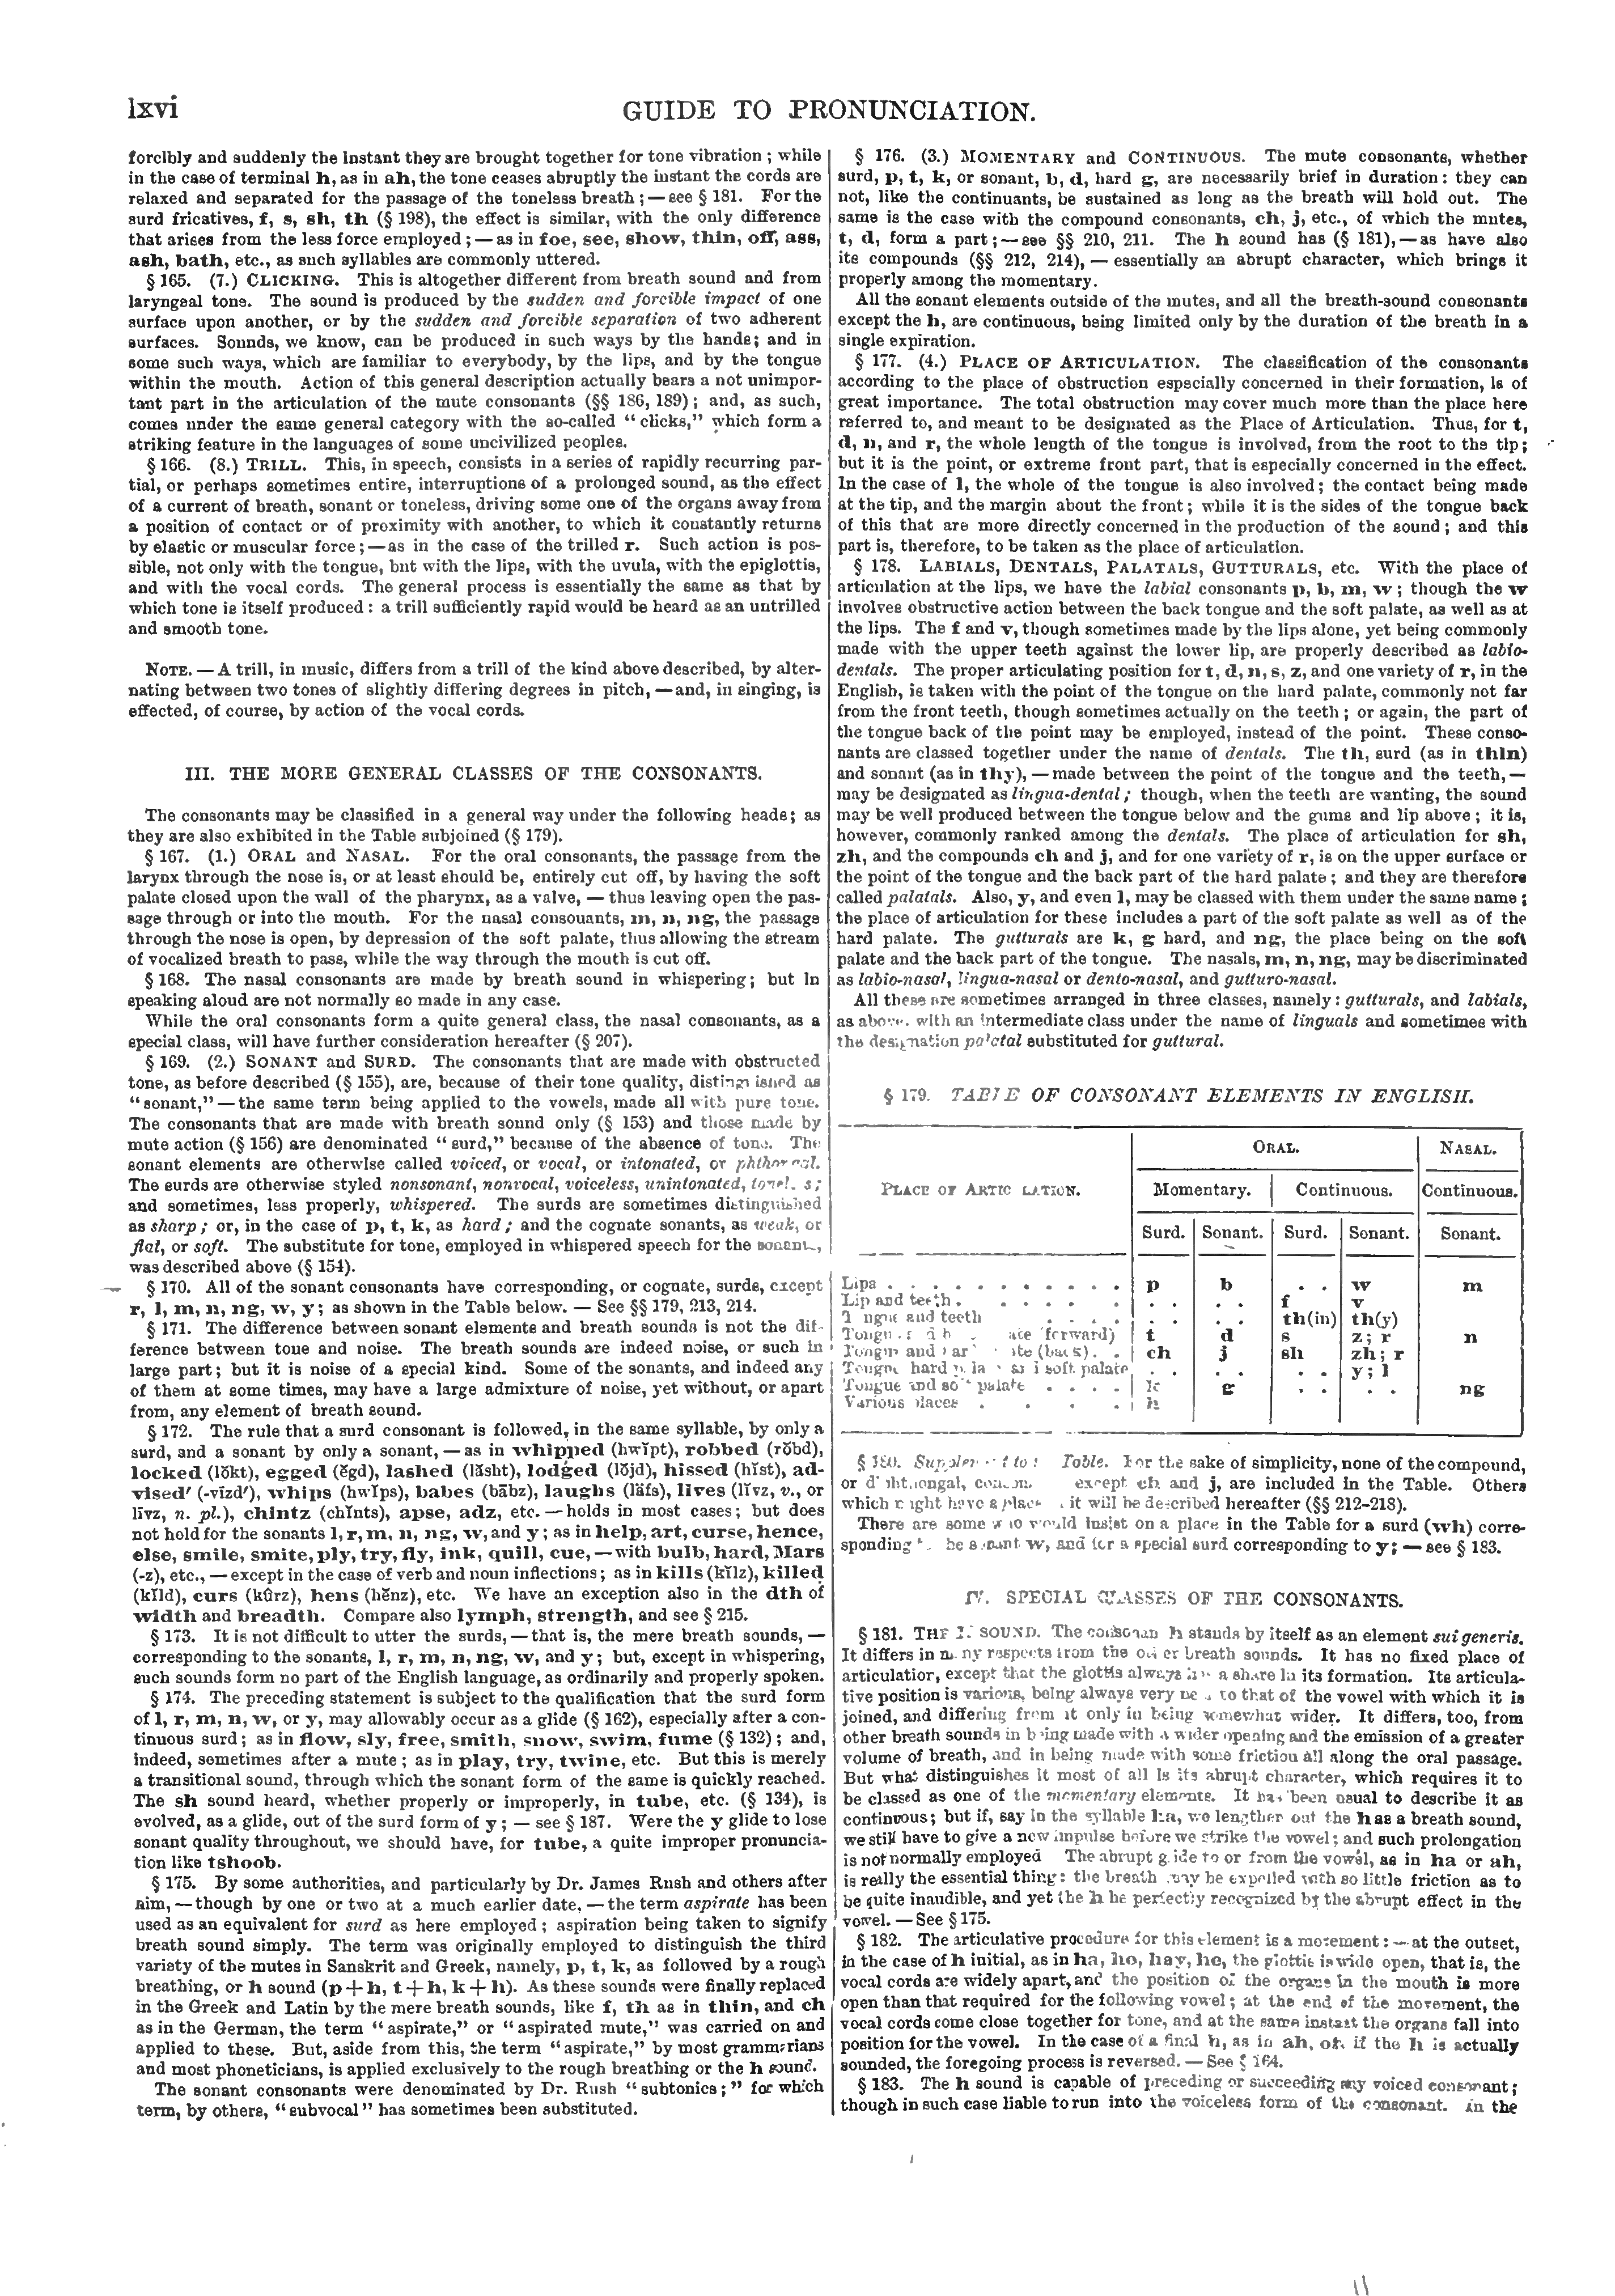 lxvi
GUIDE TO PRONUNCIATION.
forcibly and suddenly the instant they are brought together for tone vibration; while
in the case of terminal h, as in ah, the tone ceases abruptly the instant the cords are
relaxed and separated for the passage of the toneless breath; — see § 181. For the
surd fricatives, f, s, sh, th (§ 198), the effect is similar, with the only difference
that arises from the less force employed; — as in foe, see, show, thin, off, ass,
ash, bath, etc., as such syllables are commonly uttered.
§ 165. (7.) CLICKING. This is altogether different from breath sound and from
laryngeal tone. The sound is produced by the sudden and forcible impact of one
surface upon another, or by the sudden and forcible separation of two adherent
surfaces. Sounds, we know, can be produced in such ways by the hands; and in
some such ways, which are familiar to everybody, by the lips, and by the tongue
within the mouth. Action of this general description actually bears a not unimpor-
tant part in the articulation of the mute consonants (§§ 186, 189); and, as such,
comes under the same general category with the so-called "clicks," which form a
striking feature in the languages of some uncivilized peoples.
§ 166. (8.) TRILL. This, in speech, consists in a series of rapidly recurring par-
tial, or perhaps sometimes entire, interruptions of a prolonged sound, as the effect
of a current of breath, sonant or toneless, driving some one of the organs away from
a position of contact or of proximity with another, to which it constantly returns
by elastic or muscular force; — as in the case of the trilled r. Such action is pos-
sible, not only with the tongue, but with the lips, with the uvula, with the epiglottis,
and with the vocal cords. The general process is essentially the same as that by
which tone is itself produced: a trill sufficiently rapid would be heard as an untrilled
and smooth tone.
NOTE. — A trill, in music, differs from a trill of the kind above described, by alter-
nating between two tones of slightly differing degrees in pitch, — and, in singing, is
effected, of course, by action of the vocal cords.
III. THE MORE GENERAL CLASSES OF THE CONSONANTS.
The consonants may be classified in a general way under the following heads; as
they are also exhibited in the Table subjoined (§ 179).
§ 167. (1.) ORAL and NASAL. For the oral consonants, the passage from the
larynx through the nose is, or at least should be, entirely cut off, by having the soft
palate closed upon the wall of the pharynx, as a valve, — thus leaving open the pas-
sage through or into the mouth. For the nasal consonants, m, n, ng, the passage
through the nose is open, by depression of the soft palate, thus allowing the stream
of vocalized breath to pass, while the way through the mouth is cut off.
§ 168. The nasal consonants are made by breath sound in whispering; but in
speaking aloud are not normally so made in any case.
While the oral consonants form a quite general class, the nasal consonants, as a
special class, will have further consideration hereafter (§ 207).
§ 169. (2.) SONANT and SURD. The consonants that are made with obstructed
tone, as before described (§ 155), are, because of their tone quality, distinguished as
"sonant," — the same term being applied to the vowels, made all with pure tone.
The consonants that are made with breath sound only (§ 153) and those made by
mute action (§ 156) are denominated "surd," because of the absence of tone. The
sonant elements are otherwise called voiced, or vocal, or intonated, or phthongal.
The surds are otherwise styled nonsonant, nonvocal, voiceless, unintonated, toneless;
and sometimes, less properly, whispered. The surds are sometimes distinguished
as sharp; or, in the case of p, t, k, as hard; and the cognate sonants, as weak, or
flat, or soft. The substitute for tone, employed in whispered speech for the sonant,
was described above (§ 154).
§ 170. All of the sonant consonants have corresponding, or cognate, surds, except
r, l, m, n, ng, w, y; as shown in the Table below. — See §§ 179, 213, 214.
§ 171. The difference between sonant elements and breath sounds is not the dif-
ference between tone and noise. The breath sounds are indeed noise, or such in
large part; but it is noise of a special kind. Some of the sonants, and indeed any
of them at some times, may have a large admixture of noise, yet without, or apart
from, any element of breath sound.
§ 172. The rule that a surd consonant is followed, in the same syllable, by only a
surd, and a sonant by only a sonant, — as in whipped (hwĭpt), robbed (rŏbd),
locked (lŏkt), egged (ĕgd), lashed (lăsht), lodged (lŏjd), hissed (hĭst), ad-
vised′ (-vīzd′), whips (hwĭps), babes (bābz), laughs (läfs), lives (lĭvz, v., or
līvz, n. pl.), chintz (chĭnts), apse, adz, etc. — holds in most cases; but does
not hold for the sonants l, r, m, n, ng, w, and y; as in help, art, curse, hence,
else, smile, smite, ply, try, fly, ink, quill, cue, — with bulb, hard, Mars
(-z), etc., — except in the case of verb and noun inflections; as in kills (kĭlz), killed
(kĭld), curs (kûrz), hens (hĕnz), etc. We have an exception also in the dth of
width and breadth. Compare also lymph, strength, and see § 215.
§ 173. It is not difficult to utter the surds, — that is, the mere breath sounds, —
corresponding to the sonants, l, r, m, n, ng, w, and y; but, except in whispering,
such sounds form no part of the English language, as ordinarily and properly spoken.
§ 174. The preceding statement is subject to the qualification that the surd form
of l, r, m, n, w, or y, may allowably occur as a glide (§ 162), especially after a con-
tinuous surd; as in flow, sly, free, smith, snow, swim, fume (§ 132); and,
indeed, sometimes after a mute; as in play, try, twine, etc. But this is merely
a transitional sound, through which the sonant form of the same is quickly reached.
The sh sound heard, whether properly or improperly, in tube, etc. (§ 134), is
evolved, as a glide, out of the surd form of y; — see § 187. Were the y glide to lose
sonant quality throughout, we should have, for tube, a quite improper pronuncia-
tion like tshoob.
§ 175. By some authorities, and particularly by Dr. James Rush and others after
him, — though by one or two at a much earlier date, — the term aspirate has been
used as an equivalent for surd as here employed; aspiration being taken to signify
breath sound simply. The term was originally employed to distinguish the third
variety of the mutes in Sanskrit and Greek, namely, p, t, k, as followed by a rough
breathing, or h sound (p + h, t + h, k + h). As these sounds were finally replaced
in the Greek and Latin by the mere breath sounds, like f, th as in thin, and ch
as in the German, the term "aspirate," or "aspirated mute," was carried on and
applied to these. But, aside from this, the term "aspirate," by most grammarians
and most phoneticians, is applied exclusively to the rough breathing or the h sound.
The sonant consonants were denominated by Dr. Rush "subtonics;" for which
term, by others, "subvocal" has sometimes been substituted.
§ 176. (3.) MOMENTARY and CONTINUOUS. The mute consonants, whether
surd, p, t, k, or sonant, b, d, hard g, are necessarily brief in duration: they can
not, like the continuants, be sustained as long as the breath will hold out. The
same is the case with the compound consonants, ch, j, etc., of which the mutes,
t, d, form a part; — see §§ 210, 211. The h sound has (§ 181), — as have also
its compounds (§§ 212, 214), — essentially an abrupt character, which brings it
properly among the momentary.
All the sonant elements outside of the mutes, and all the breath-sound consonants
except the h, are continuous, being limited only by the duration of the breath in a
single expiration.
§ 177. (4.) PLACE OF ARTICULATION. The classification of the consonants
according to the place of obstruction especially concerned in their formation, is of
great importance. The total obstruction may cover much more than the place here
referred to, and meant to be designated as the Place of Articulation. Thus, for t,
d, n, and r, the whole length of the tongue is involved, from the root to the tip;
but it is the point, or extreme front part, that is especially concerned in the effect.
In the case of l, the whole of the tongue is also involved; the contact being made
at the tip, and the margin about the front; while it is the sides of the tongue back
of this that are more directly concerned in the production of the sound; and this
part is, therefore, to be taken as the place of articulation.
§ 178. LABIALS, DENTALS, PALATALS, GUTTURALS, etc. With the place of
articulation at the lips, we have the labial consonants p, b, m, w; though the w
involves obstructive action between the back tongue and the soft palate, as well as at
the lips. The f and v, though sometimes made by the lips alone, yet being commonly
made with the upper teeth against the lower lip, are properly described as labio-
dentals. The proper articulating position for t, d, n, s, z, and one variety of r, in the
English, is taken with the point of the tongue on the hard palate, commonly not far
from the front teeth, though sometimes actually on the teeth; or again, the part of
the tongue back of the point may be employed, instead of the point. These conso-
nants are classed together under the name of dentals. The th, surd (as in thin)
and sonant (as in thy), — made between the point of the tongue and the teeth, —
may be designated as lingua-dental; though, when the teeth are wanting, the sound
may be well produced between the tongue below and the gums and lip above; it is,
however, commonly ranked among the dentals. The place of articulation for sh,
zh, and the compounds ch and j, and for one variety of r, is on the upper surface or
the point of the tongue and the back part of the hard palate; and they are therefore
called palatals. Also, y, and even l, may be classed with them under the same name;
the place of articulation for these includes a part of the soft palate as well as of the
hard palate. The gutturals are k, g hard, and ng, the place being on the soft
palate and the back part of the tongue. The nasals, m, n, ng, may be discriminated
as labio-nasal, lingua-nasal or dento-nasal, and gutturo-nasal.
All these are sometimes arranged in three classes, namely: gutturals, and labials,
as above, with an intermediate class under the name of linguals and sometimes with
the designation palatal substituted for guttural.
§ 179. TABLE OF CONSONANT ELEMENTS IN ENGLISH.
PLACE OF ARTICULATION. ORAL. NASAL.
Momentary. Continuous. Continuous.
Surd. Sonant. Surd. Sonant. Sonant.
Lips . . . . . . . . . . . p b . . w m
Lip and teeth . . . . . . . . . . f v
Tongue and teeth . . . . th(in) th(y)
Tongue and hard palate (forward) t d s z; r n
Tongue and hard palate (back) . . ch j sh zh; r
Tongue, hard palate and soft palate . . . . . . y; l
Tongue and soft palate . . . . k g . . . . ng
Various places . . . . h
§ 180. Supplement to Table. For the sake of simplicity, none of the compound,
or diphthongal, except ch and j, are included in the Table. Others
which might have a place it will be described hereafter (§§ 212–218).
There are some who would insist on a place in the Table for a surd (wh) corre-
sponding to the sonant w, and for a special surd corresponding to y; — see § 183.
IV. SPECIAL CLASSES OF THE CONSONANTS.
§ 181. THE H SOUND. The consonant h stands by itself as an element sui generis.
It differs in many respects from the other breath sounds. It has no fixed place of
articulation, except that the glottis always has a share in its formation. Its articula-
tive position is various, being always very near to that of the vowel with which it is
joined, and differing from it only in being somewhat wider. It differs, too, from
other breath sounds in being made with a wider opening and the emission of a greater
volume of breath, and in being made with some friction all along the oral passage.
But what distinguishes it most of all is its abrupt character, which requires it to
be classed as one of the momentary elements. It has been usual to describe it as
continuous; but if, say in the syllable ha, we lengthen out the h as a breath sound,
we still have to give a new impulse before we strike the vowel; and such prolongation
is not normally employed The abrupt glide to or from the vowel, as in ha or ah,
is really the essential thing: the breath may be expelled with so little friction as to
be quite inaudible, and yet the h be perfectly recognized by the abrupt effect in the
vowel. — See § 175.
§ 182. The articulative procedure for this element is a movement: — at the outset,
in the case of h initial, as in ha, ho, hay, he, the glottis is wide open, that is, the
vocal cords are widely apart, and the position of the organs in the mouth is more
open than that required for the following vowel; at the end of the movement, the
vocal cords come close together for tone, and at the same instant the organs fall into
position for the vowel. In the case of a final h, as in ah, oh, if the h is actually
sounded, the foregoing process is reversed. — See § 164.
§ 183. The h sound is capable of preceding or succeeding any voiced consonant;
though in such case liable to run into the voiceless form of the consonant. In the